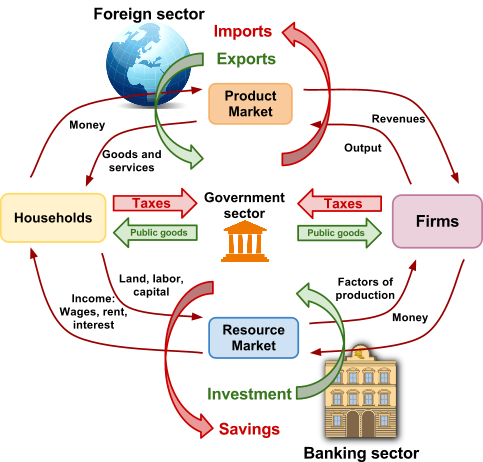 Foreign sector
Imports
Exports
Product
Market
Money
Revenues
Goods and
services
Output
Households
Taxes
Public goods
Government
sector
Taxes
Public goods
Firms
Land, labor,
capital
Income:
Wages, rent,
interest
Factors of
production
Money
Resource
Market
Investment
Savings
Banking sector